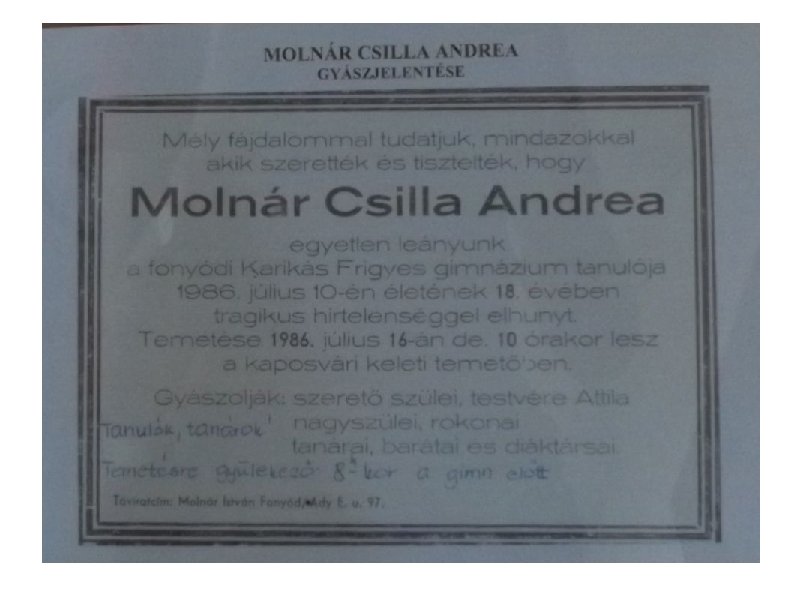 MOLNÁR CSILLA ANDREA
GYÁSZJELENTÉSE
Mély fájdalommal tudatjuk, mindazokkal
akik szerették és tisztelték, hogy
Molnár Csilla Andrea
egyetlen leányunk
a fonyódi Karikás Frigyes gimnázium tanulója
1986. július 10-én életének 18. évében
tragikus hirtelenséggel elhunyt.
Temetése 1986. július 16-án de. 10 órakor lesz
a kaposvári keleti temetőben.
Gyászolják: szerető szülei, testvére Attila
nagyszülei, rokonai
tanárai, barátai és diáktársai.
Tanulók, tanárok
Temetésre gyülekező 8-kor a gimn előtt
Táviratcím: Molnár István Fonyód, Ady E. u. 97.